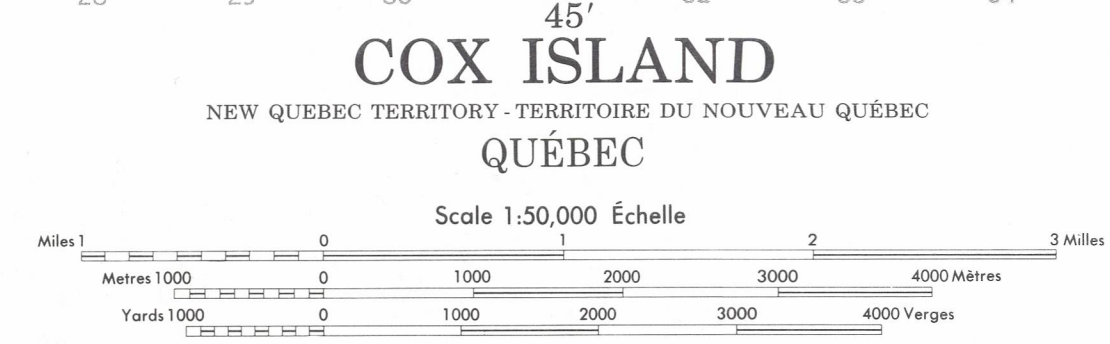 45′
COX ISLAND
NEW QUEBEC TERRITORY - TERRITOIRE DU NOUVEAU QUÉBEC
QUÉBEC
Scale 1:50,000 Échelle
Miles 1 0 1 2 3 Milles
Metres 1000 0 1000 2000 3000 4000 Mètres
Yards 1000 0 1000 2000 3000 4000 Verges